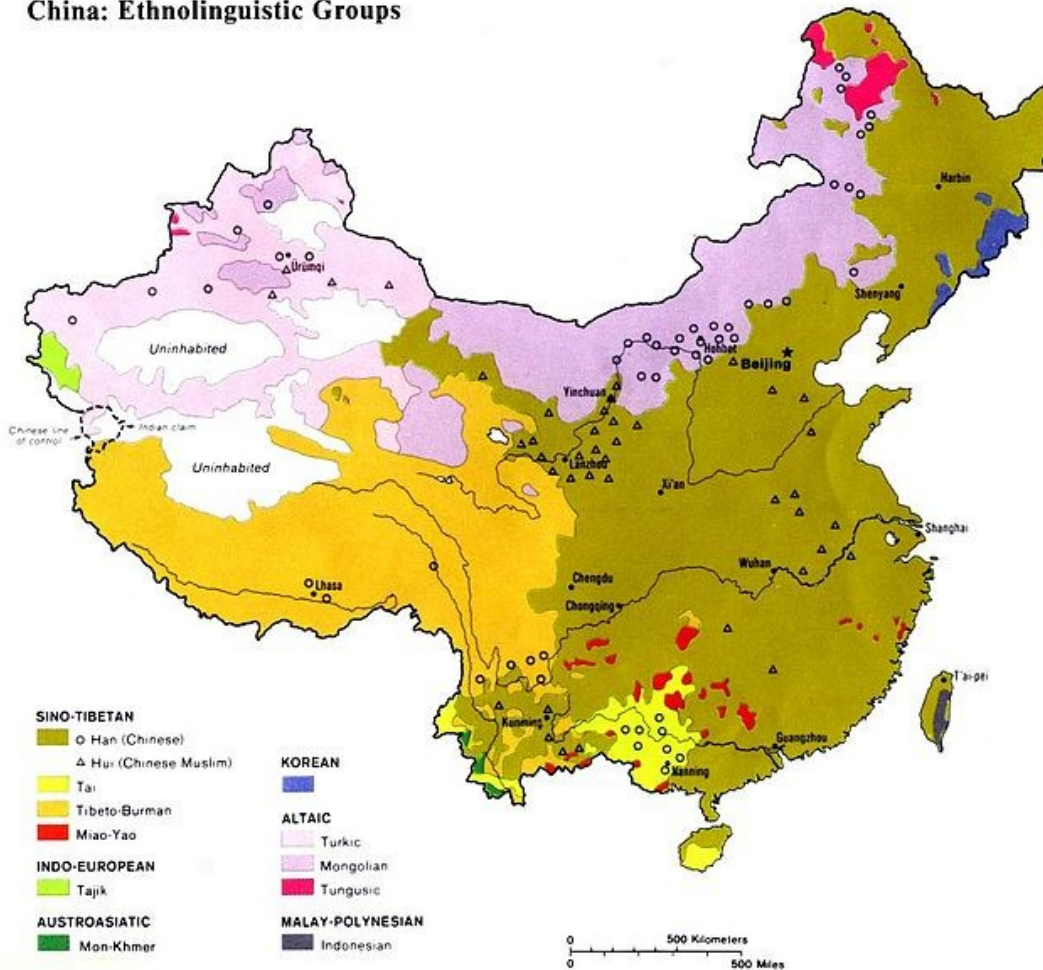 China: Ethnolinguistic Groups
Harbin
Ürümqi
Shenyang
Uninhabited
Hohhot
Beijing
Yinchuan
Chinese line
of control
Indian claim
Uninhabited
Lanzhou
Xi'an
Shanghai
Wuhan
Lhasa
Chengdu
Chongqing
T'ai-pei
Kunming
Guangzhou
Nanning
SINO-TIBETAN
Han (Chinese)
Hui (Chinese Muslim)
Tai
Tibeto-Burman
Miao-Yao
INDO-EUROPEAN
Tajik
AUSTROASIATIC
Mon-Khmer
KOREAN
ALTAIC
Turkic
Mongolian
Tungusic
MALAY-POLYNESIAN
Indonesian
0 500 Kilometers
0 500 Miles